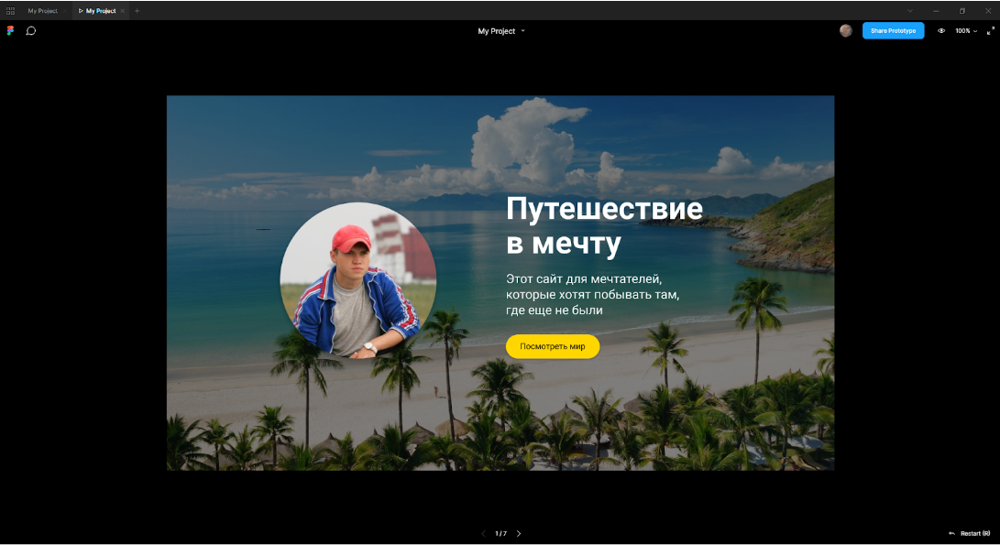 My Project
My Project
My Project
Share Prototype
100%
Путешествие
в мечту
Этот сайт для мечтателей,
которые хотят побывать там,
где еще не были
Посмотреть мир
1 / 7
Restart (R)